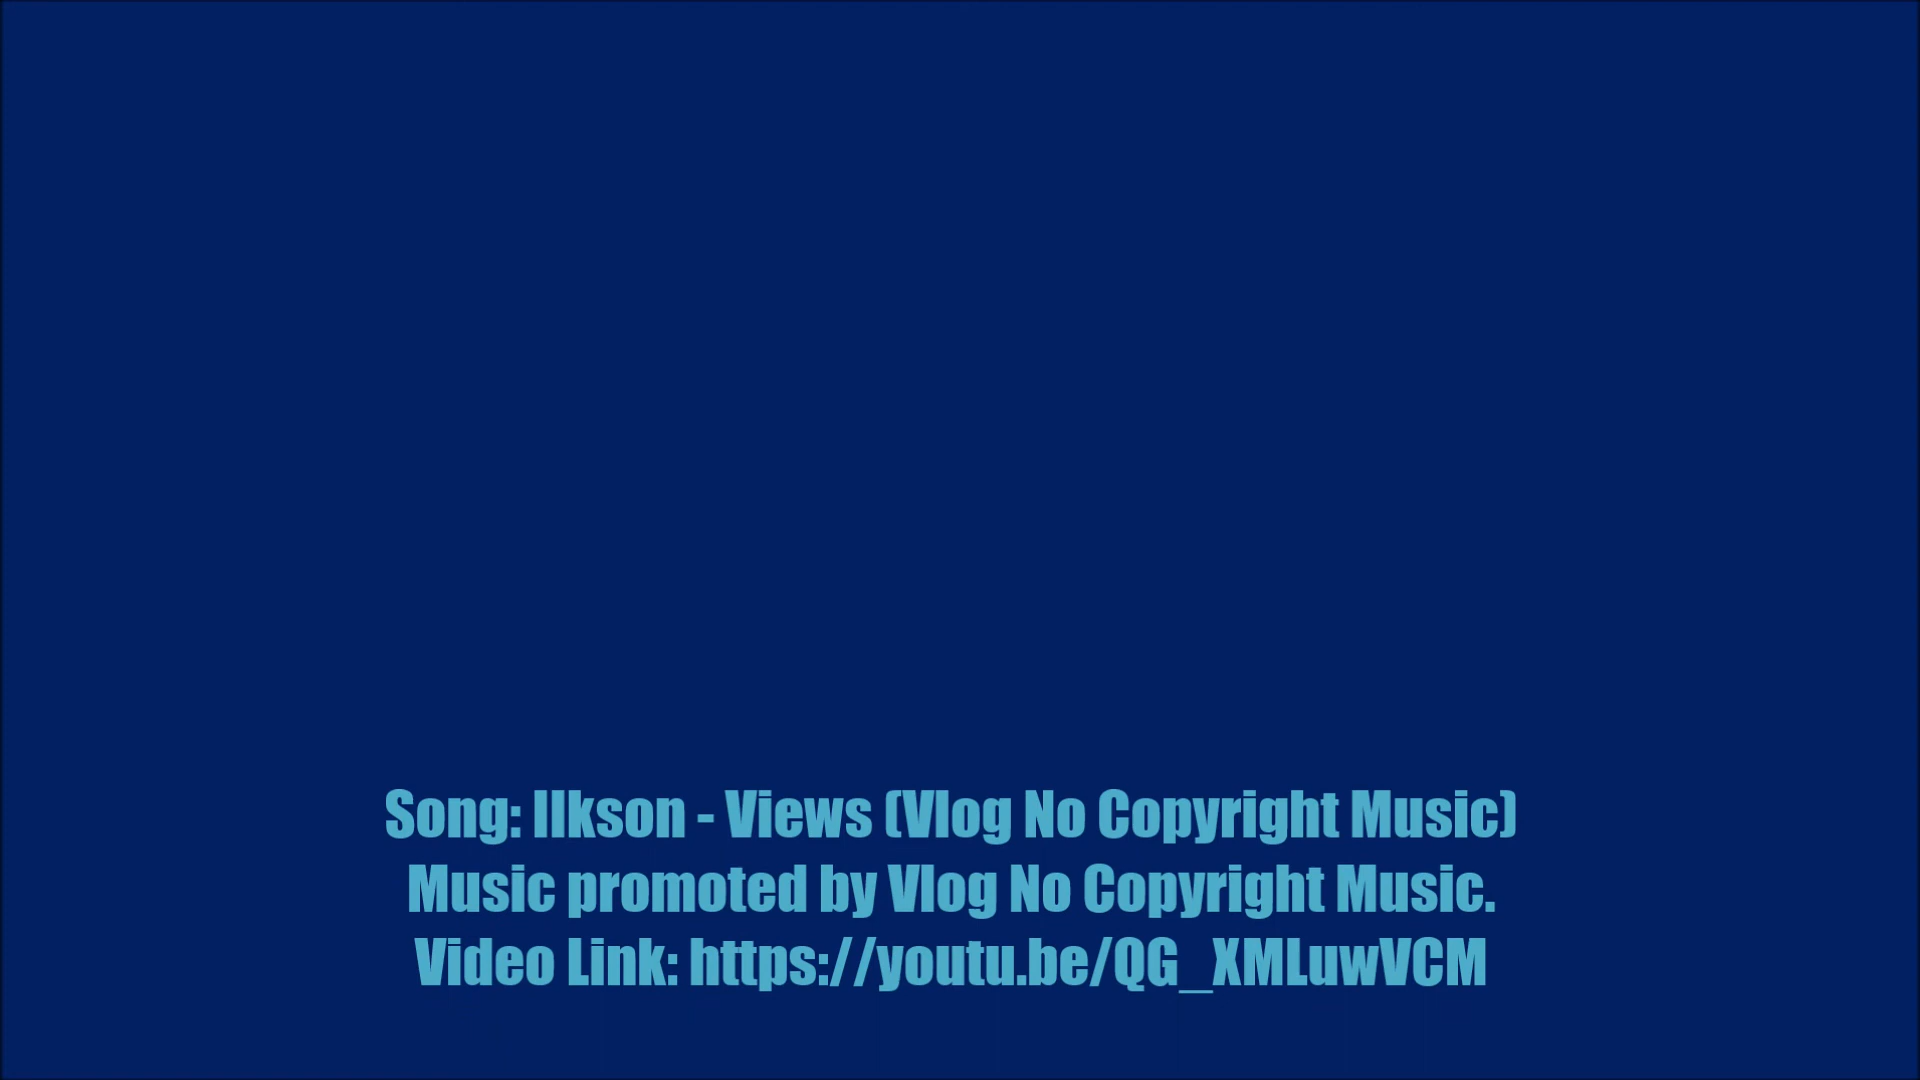 Song: Ilkson - Views (Vlog No Copyright Music)
Music promoted by Vlog No Copyright Music.
Video Link: https://youtu.be/QG_XMLuwVCM